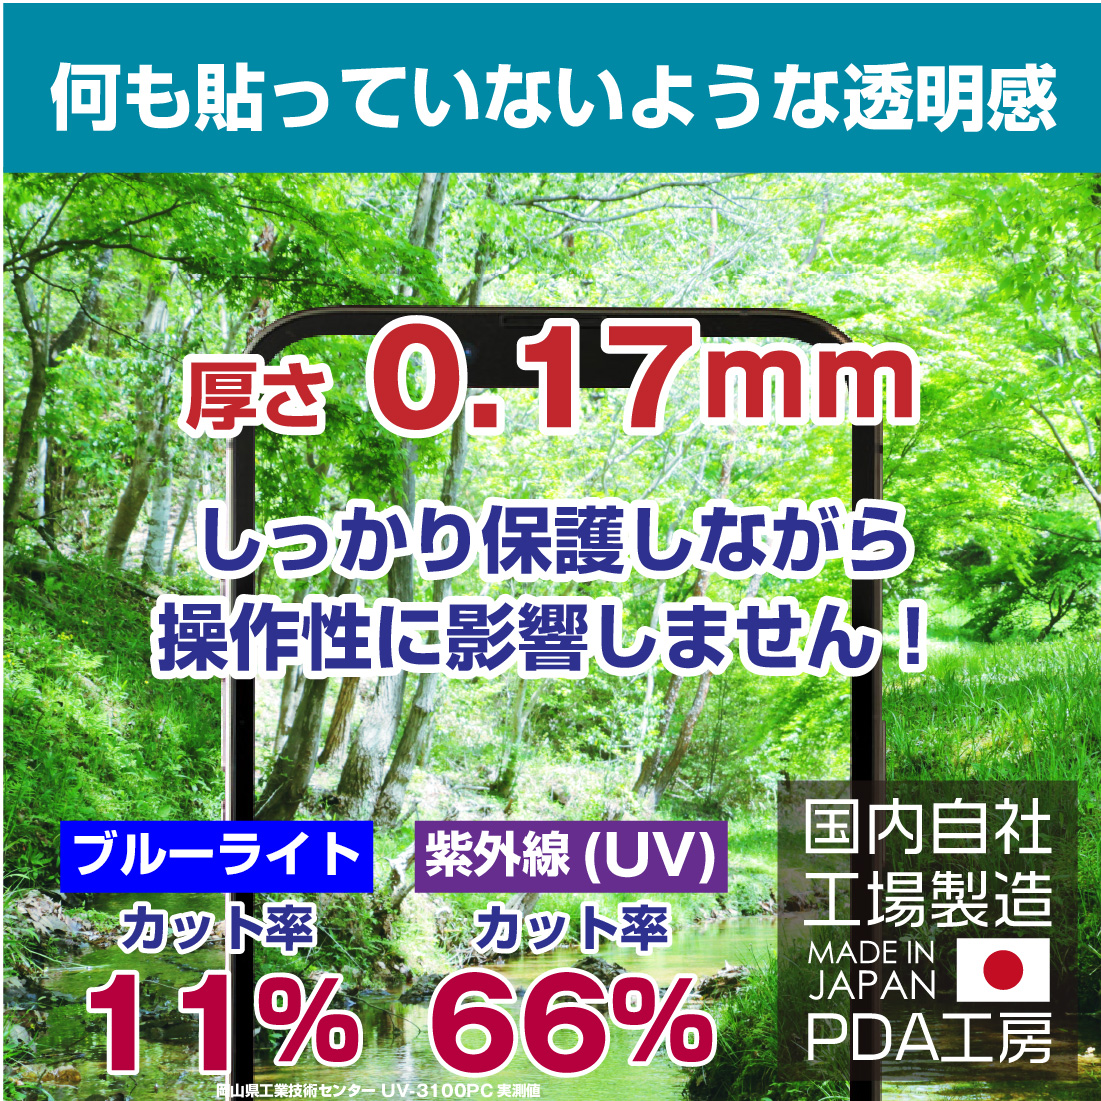 何も貼っていないような透明感
厚さ 0.17mm
しっかり保護しながら
操作性に影響しません！
ブルーライト
カット率
11%
紫外線(UV)
カット率
66%
岡山県工業技術センター UV-3100PC 実測値
国内自社
工場製造
MADE IN
JAPAN
PDA工房